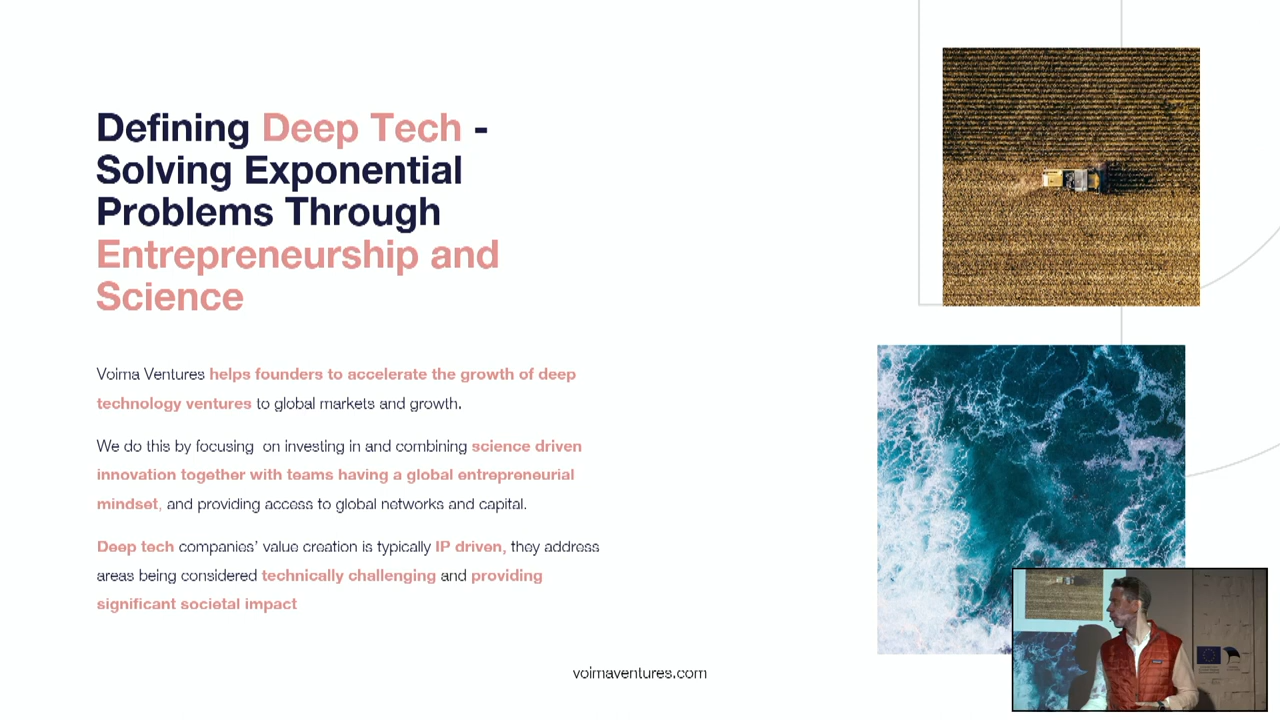 Defining Deep Tech -
Solving Exponential
Problems Through
Entrepreneurship and
Science
Voima Ventures helps founders to accelerate the growth of deep
technology ventures to global markets and growth.
We do this by focusing  on investing in and combining science driven
innovation together with teams having a global entrepreneurial
mindset, and providing access to global networks and capital.
Deep tech companies' value creation is typically IP driven, they address
areas being considered technically challenging and providing
significant societal impact
voimaventures.com